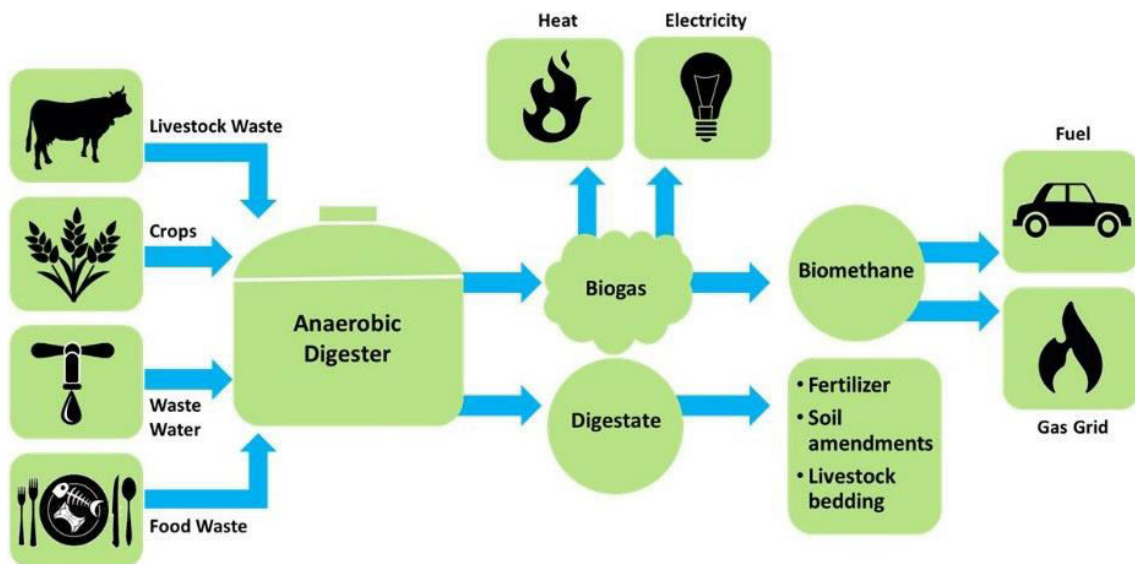 Heat
Electricity
Livestock Waste
Crops
Waste
Water
Food Waste
Anaerobic
Digester
Biogas
Digestate
Biomethane
• Fertilizer
• Soil
amendments
• Livestock
bedding
Fuel
Gas Grid